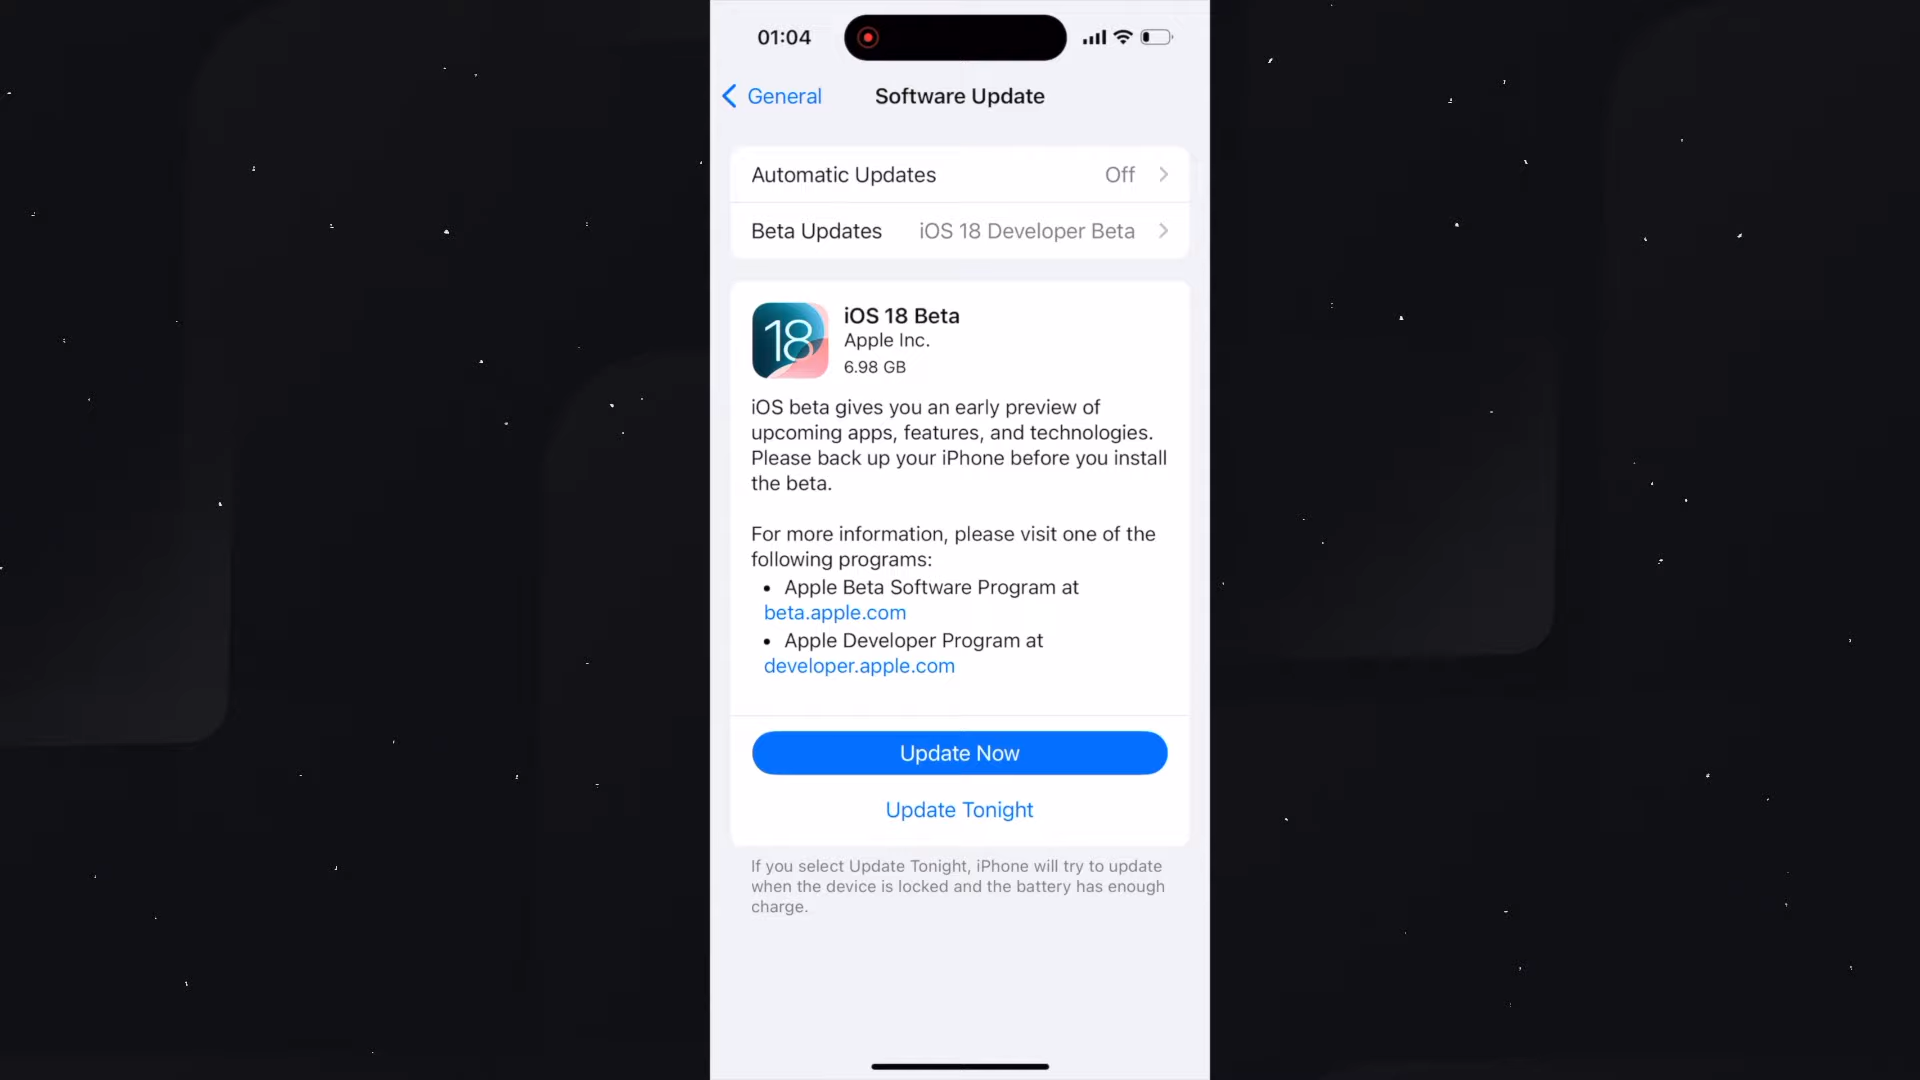 01:04
General
Software Update
Automatic Updates Off
Beta Updates iOS 18 Developer Beta
18
iOS 18 Beta
Apple Inc.
6.98 GB
iOS beta gives you an early preview of
upcoming apps, features, and technologies.
Please back up your iPhone before you install
the beta.
For more information, please visit one of the
following programs:
• Apple Beta Software Program at
beta.apple.com
• Apple Developer Program at
developer.apple.com
Update Now
Update Tonight
If you select Update Tonight, iPhone will try to update
when the device is locked and the battery has enough
charge.